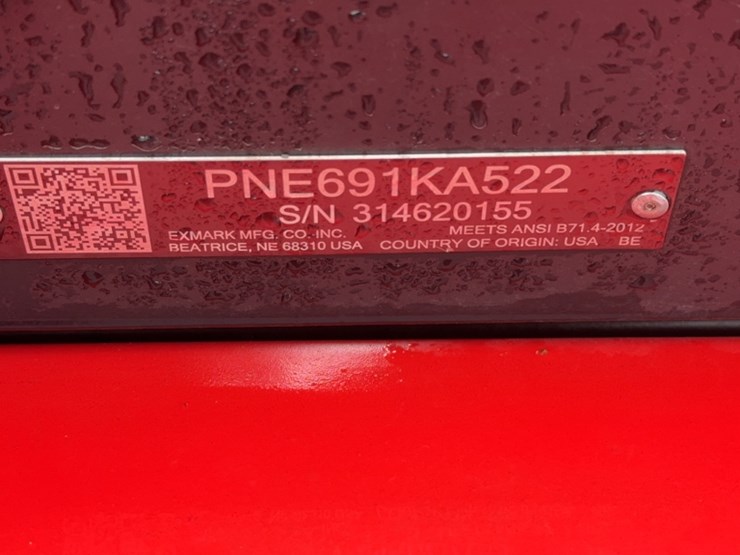 PNE691KA522
S/N 314620155
EXMARK MFG. CO. INC. MEETS ANSI B71.4-2012
BEATRICE, NE 68310 USA COUNTRY OF ORIGIN: USA BE